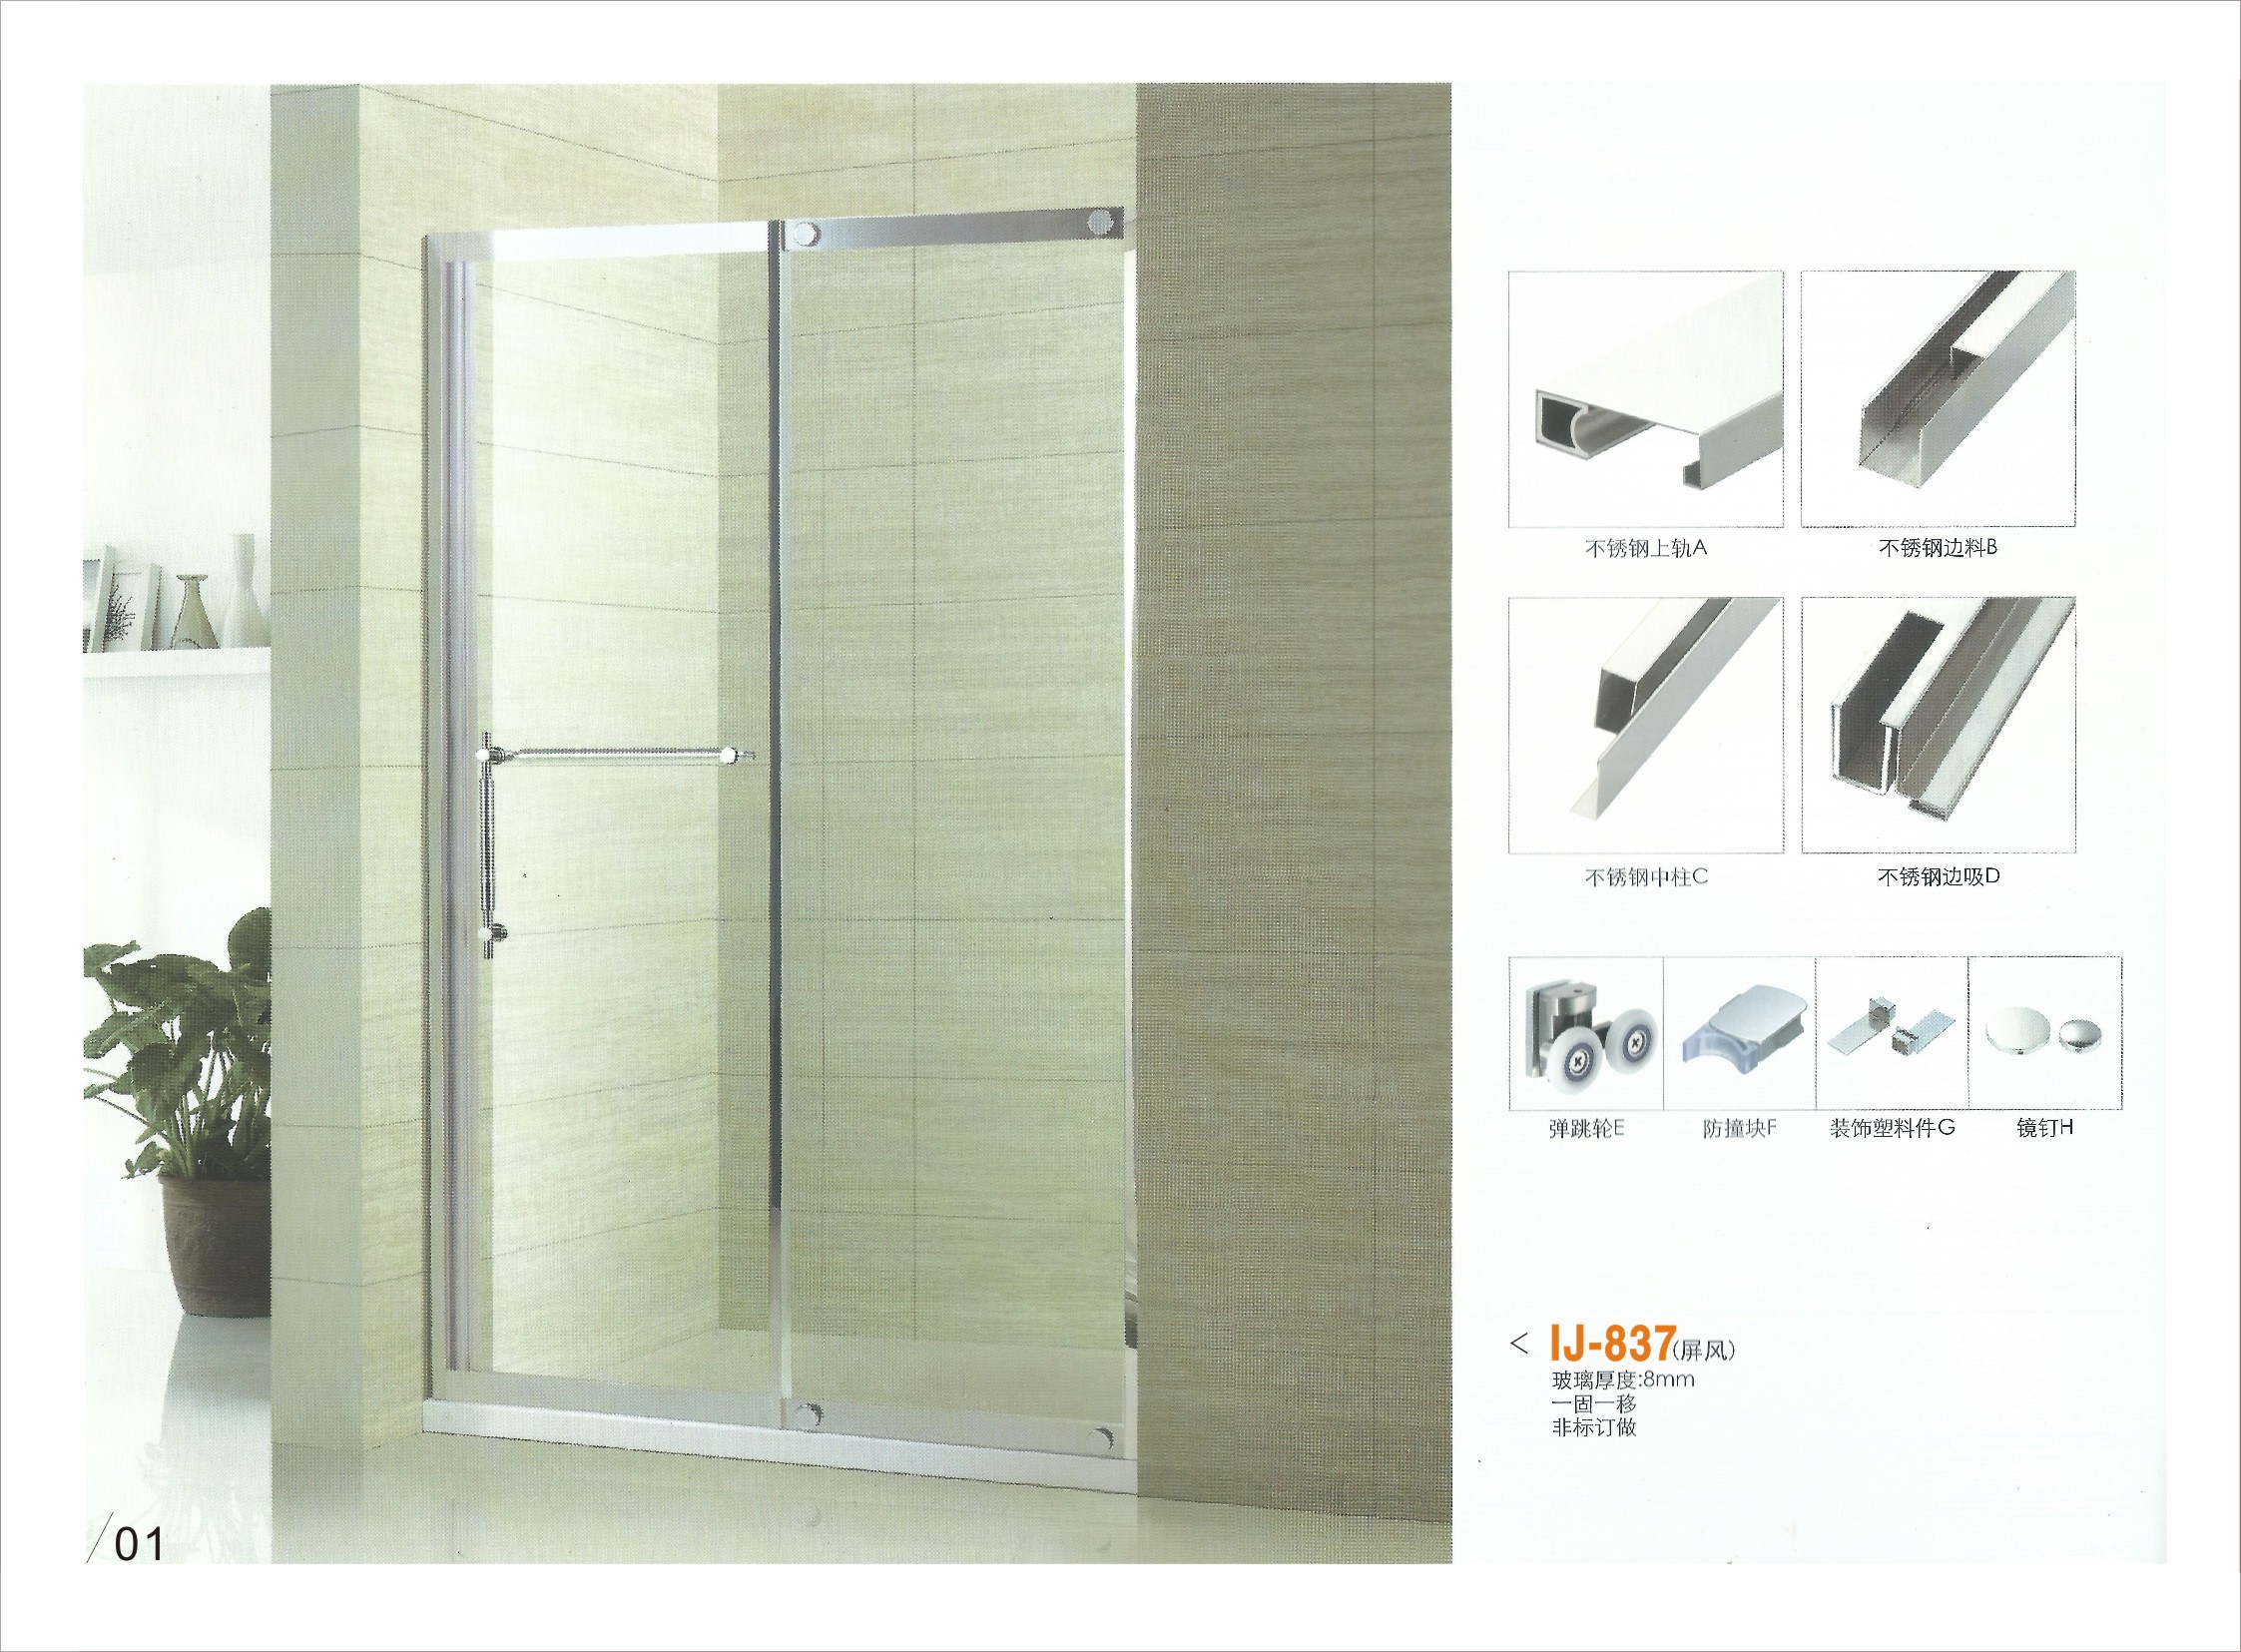 不锈钢上轨A
不锈钢边料B
不锈钢中柱C
不锈钢边吸D
弹跳轮E
防撞块F
装饰塑料件G
镜钉H
< IJ-837(屏风)
玻璃厚度:8mm
一固一移
非标订做
/01